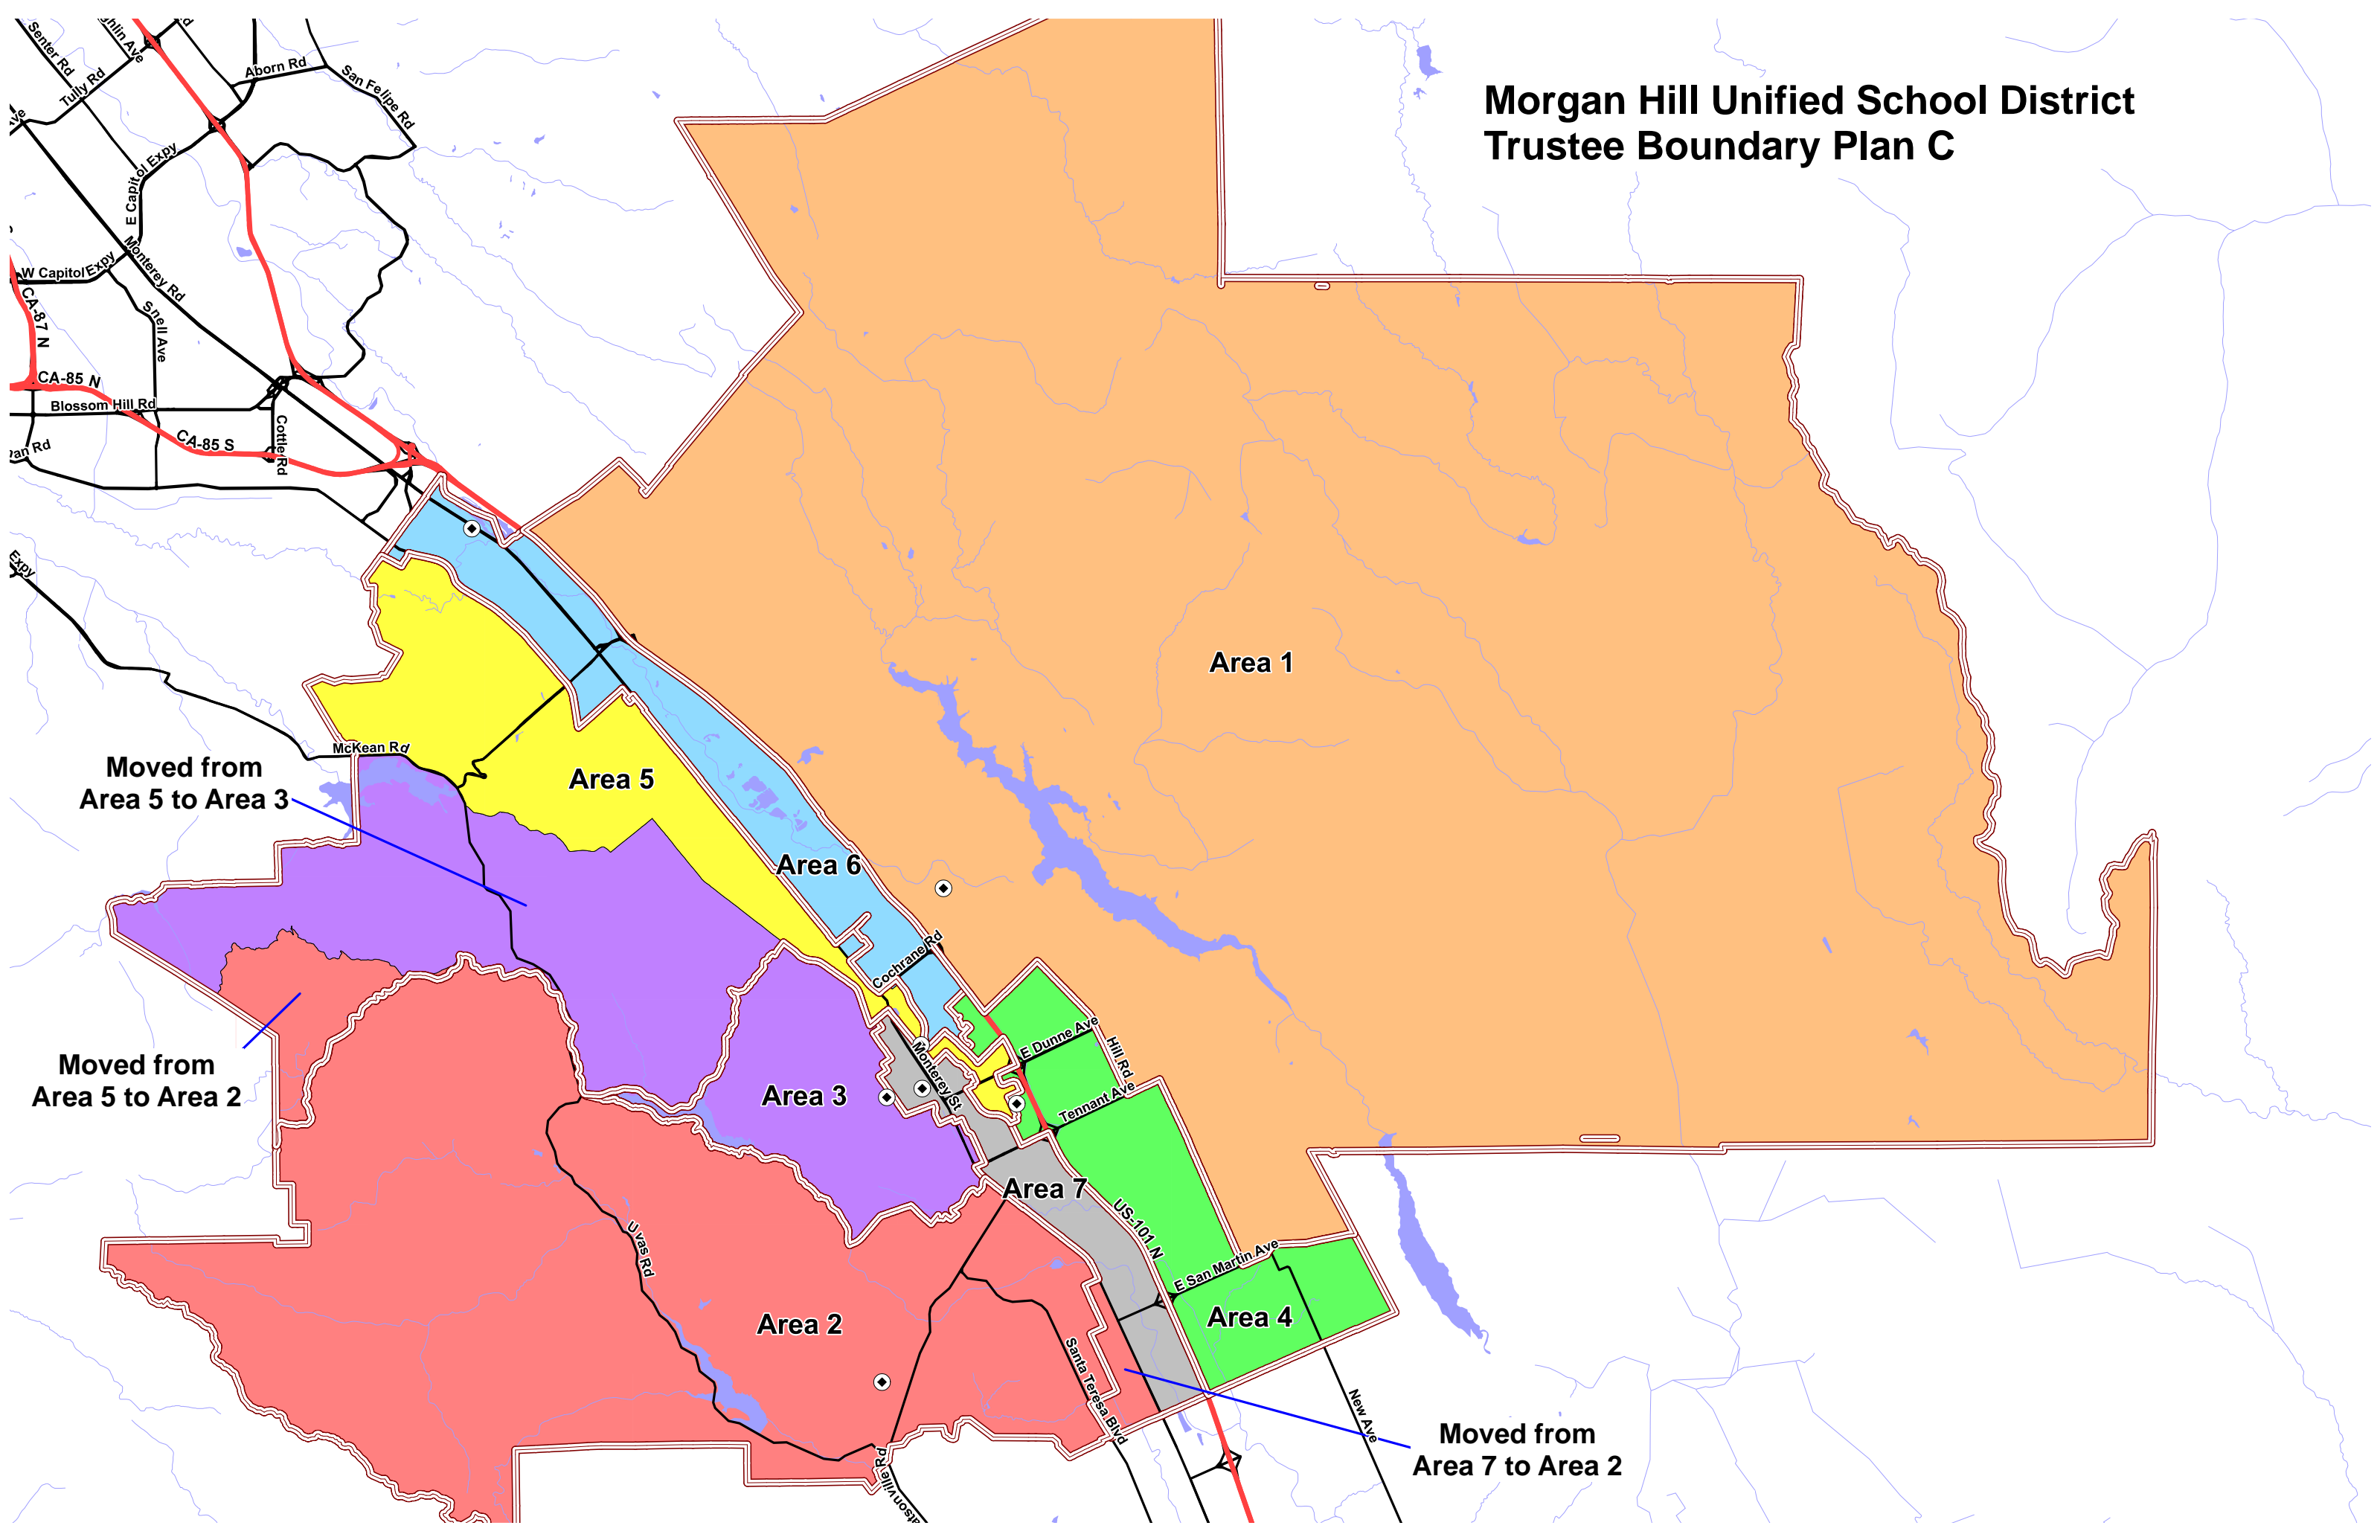 Morgan Hill Unified School District
Trustee Boundary Plan C
Senter Rd
Tully Rd
Aborn Rd
San Felipe Rd
E Capitol Expy
Monterey Rd
W Capitol Expy
CA-87 N
Snell Ave
CA-85 N
Blossom Hill Rd
CA-85 S
Cottle Rd
Expy
Area 1
McKean Rd
Moved from
Area 5 to Area 3
Area 5
Area 6
Cochrane Rd
Moved from
Area 5 to Area 2
Area 3
Monterey St
E Dunne Ave
Hill Rd
Tennant Ave
Area 7
US-101 N
Uvas Rd
E San Martin Ave
Area 2
Area 4
Santa Teresa Blvd
New Ave
Moved from
Area 7 to Area 2